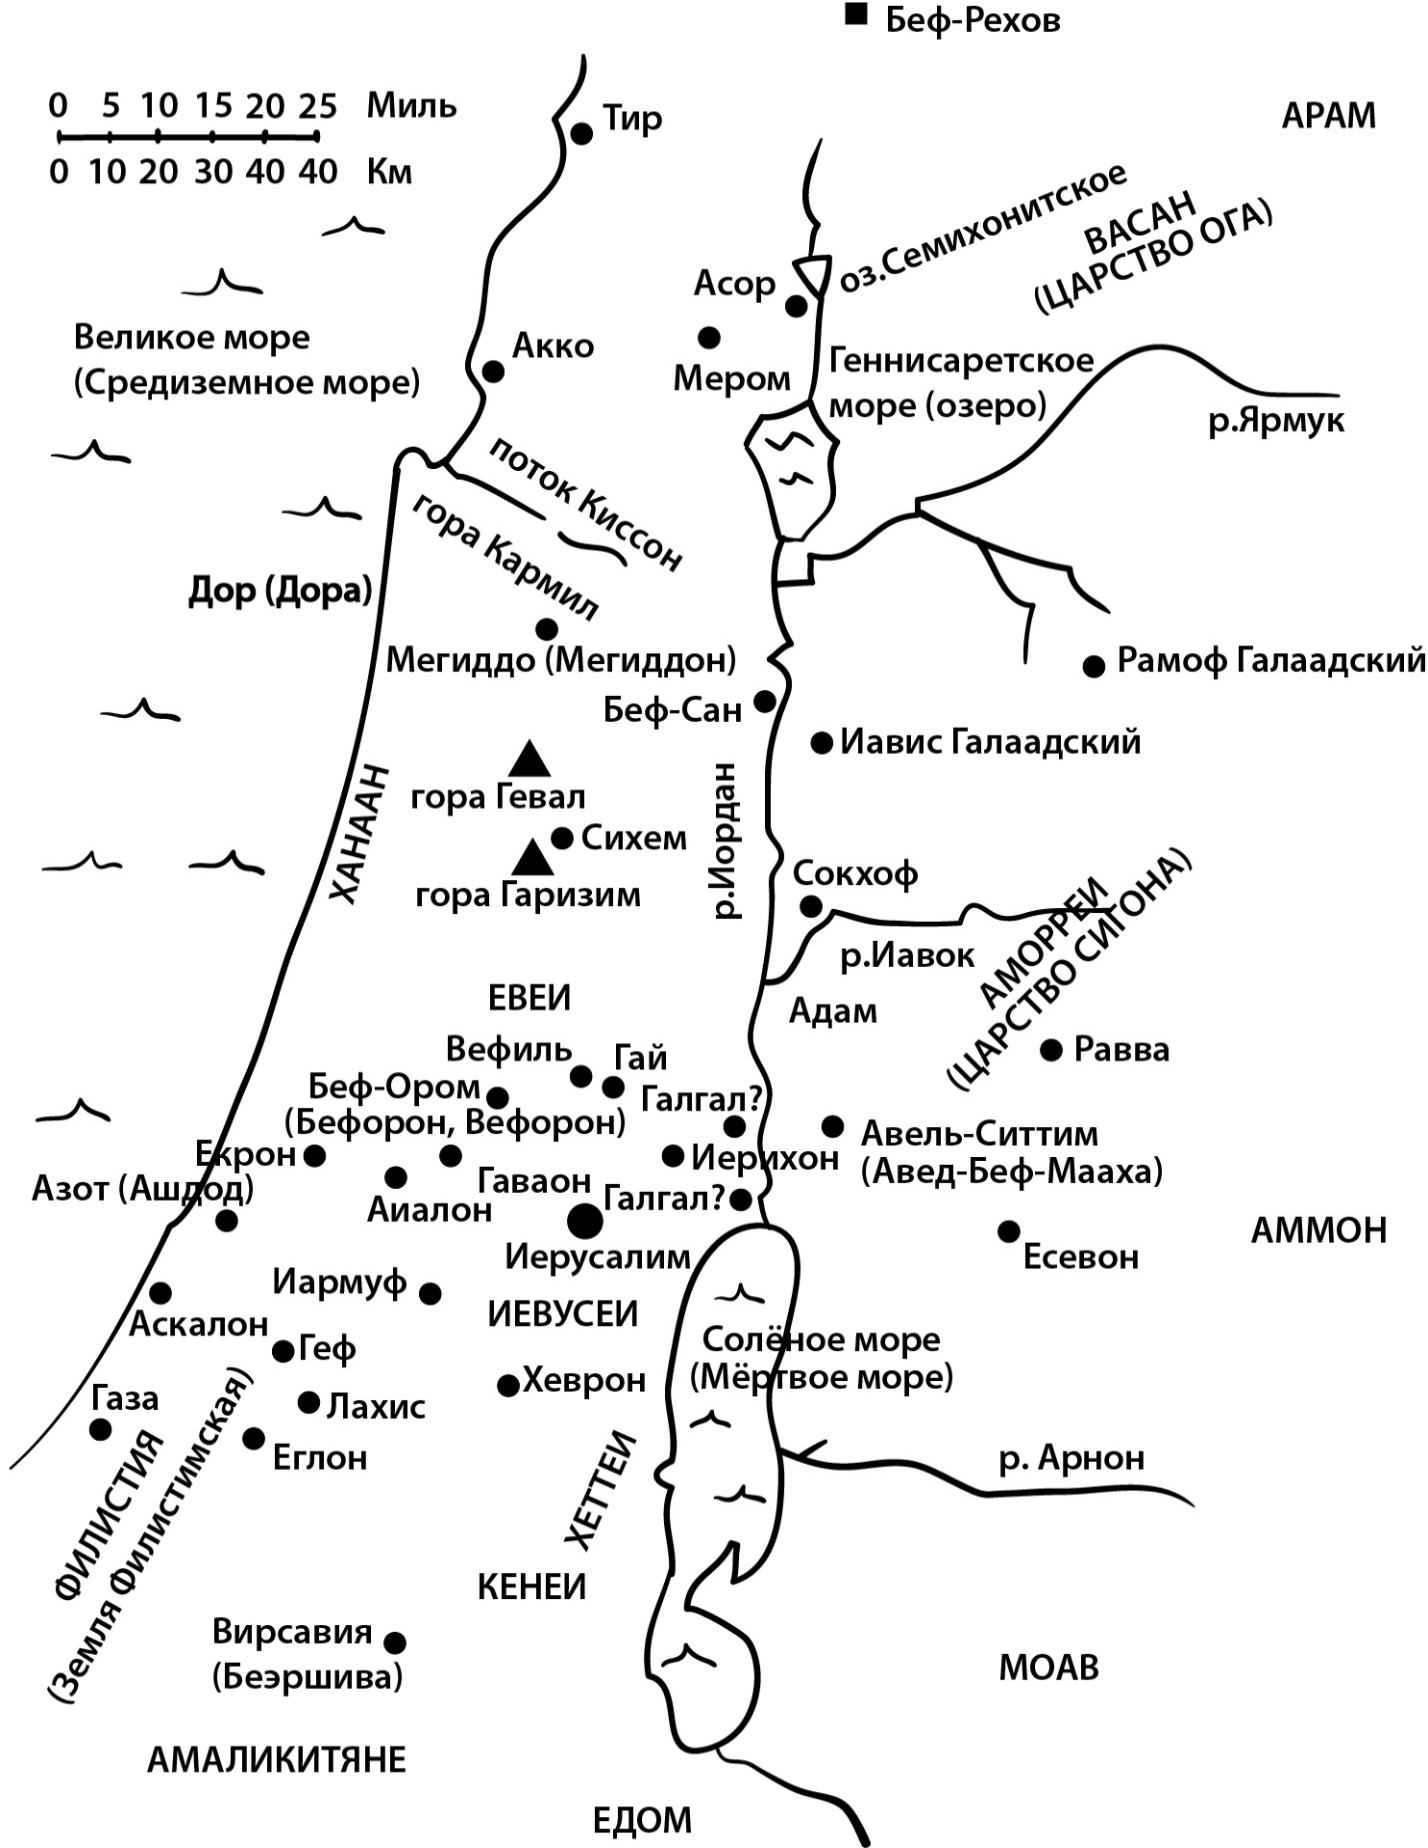 Беф-Рехов
0 5 10 15 20 25 Миль
0 10 20 30 40 40 Км
Тир
АРАМ
оз.Семихонитское
ВАСАН
(ЦАРСТВО ОГА)
Асор
Великое море
(Средиземное море)
Акко
Мером
Геннисаретское
море (озеро)
р.Ярмук
поток Киссон
гора Кармил
Дор (Дора)
Мегиддо (Мегиддон)
Рамоф Галаадский
Беф-Сан
Иавис Галаадский
гора Гевал
ХАНААН
Сихем
гора Гаризим
р.Иордан
Сокхоф
р.Иавок
АМОРРЕИ
(ЦАРСТВО СИГОНА)
ЕВЕИ
Адам
Вефиль
Гай
Равва
Беф-Ором
(Бефорон, Вефорон)
Галгал?
Екрон
Иерихон
Авель-Ситтим
(Авед-Беф-Мааха)
Азот (Ашдод)
Гаваон
Аиалон
Галгал?
АММОН
Иерусалим
Есевон
Иармуф
ИЕВУСЕИ
Аскалон
Солёное море
(Мёртвое море)
Геф
Хеврон
Газа
Лахис
Еглон
р. Арнон
ФИЛИСТИЯ
(Земля Филистимская)
ХЕТТЕИ
КЕНЕИ
Вирсавия
(Беэршива)
МОАВ
АМАЛИКИТЯНЕ
ЕДОМ